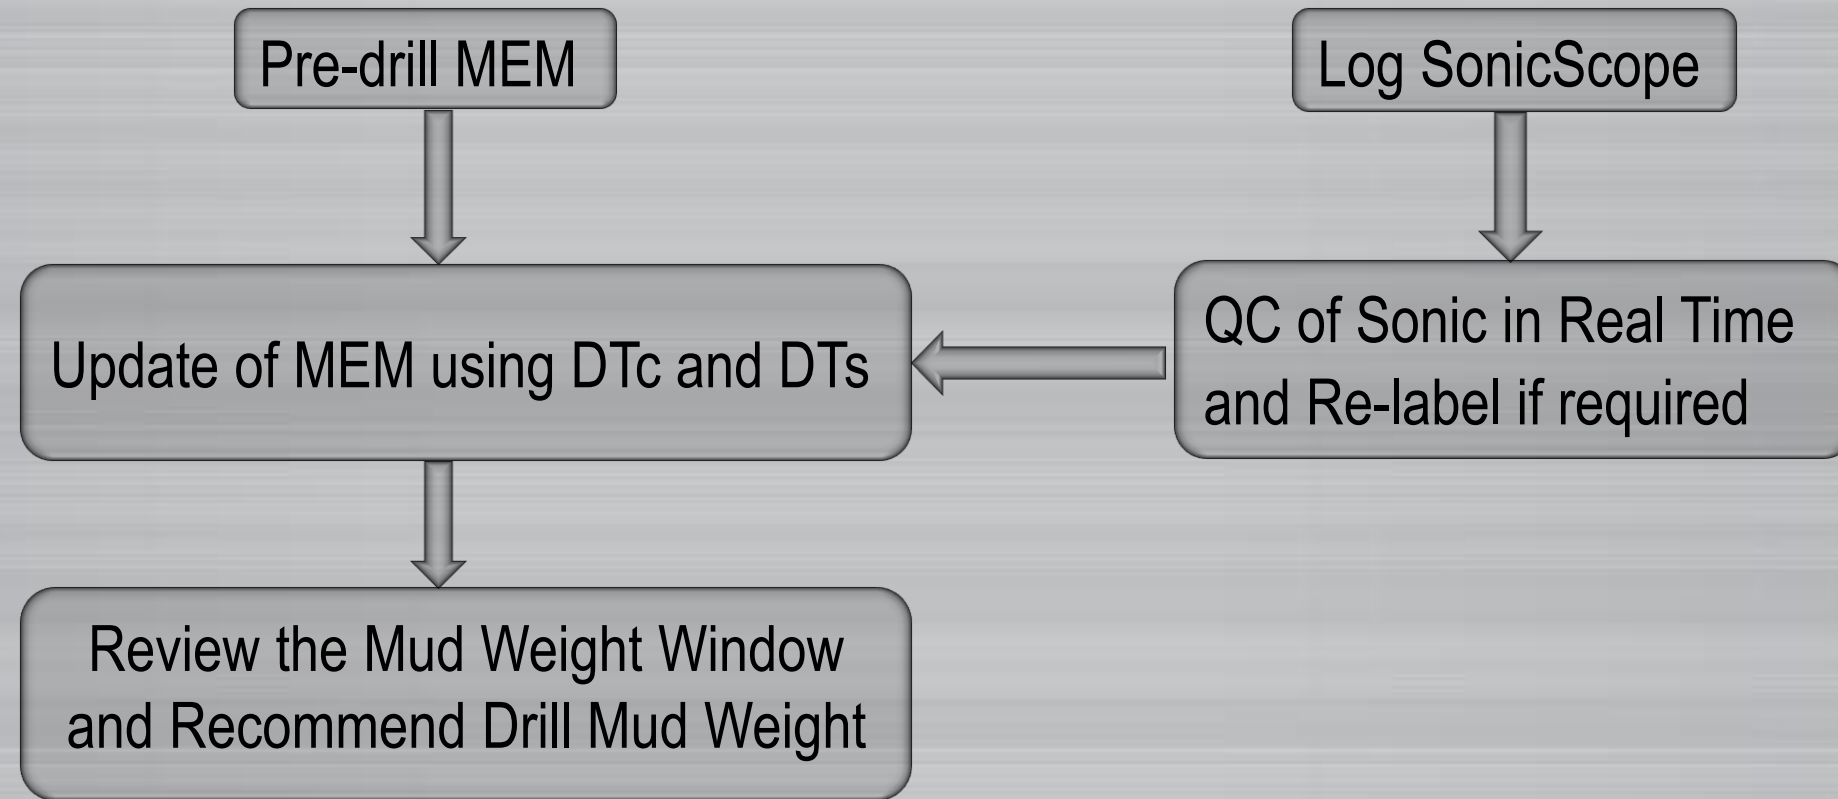 Pre-drill MEM
Log SonicScope
Update of MEM using DTc and DTs
QC of Sonic in Real Time
and Re-label if required
Review the Mud Weight Window
and Recommend Drill Mud Weight